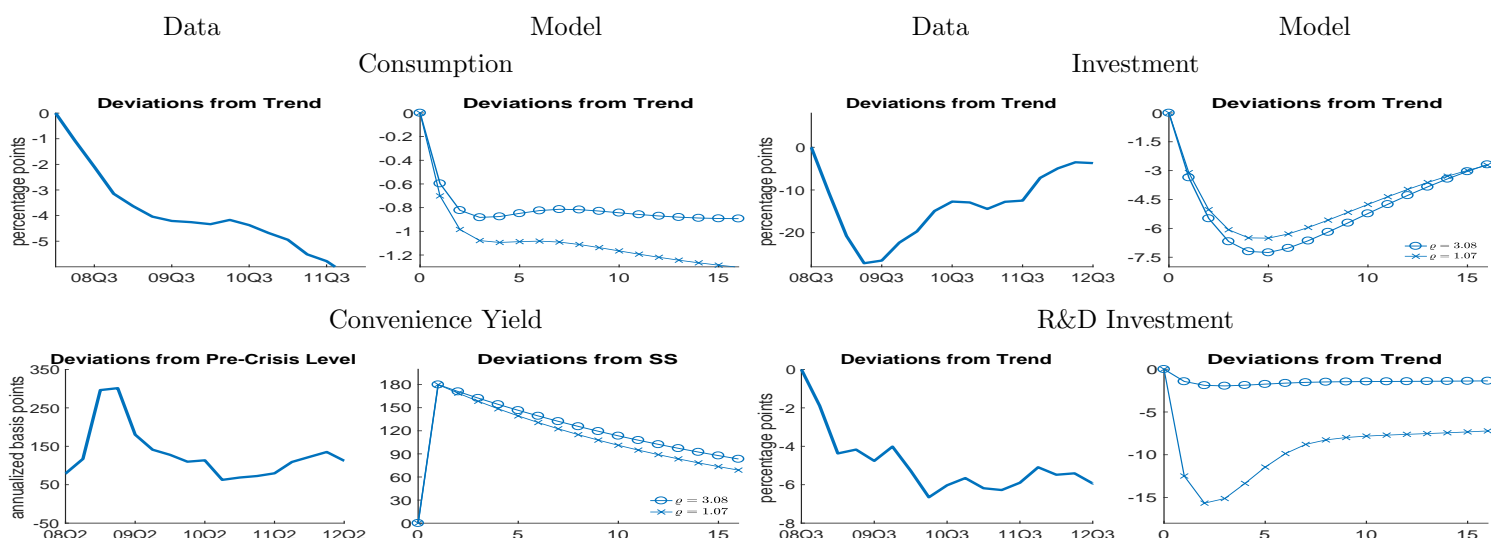 Data Model Data Model
Consumption Investment
Deviations from Trend Deviations from Trend Deviations from Trend Deviations from Trend
percentage points
0
-1
-2
-3
-4
-5
08Q3 09Q3 10Q3 11Q3
0
-0.2
-0.4
-0.6
-0.8
-1
-1.2
0 5 10 15
percentage points
0
-10
-20
08Q3 09Q3 10Q3 11Q3 12Q3
0
-1.5
-3
-4.5
-6
-7.5
0 5 10 15
ϱ = 3.08
ϱ = 1.07
Convenience Yield R&D Investment
Deviations from Pre-Crisis Level Deviations from SS Deviations from Trend Deviations from Trend
annualized basis points
350
250
150
50
-50
08Q2 09Q2 10Q2 11Q2 12Q2
180
150
120
90
60
30
0
0 5 10 15
ϱ = 3.08
ϱ = 1.07
percentage points
0
-2
-4
-6
-8
08Q3 09Q3 10Q3 11Q3 12Q3
0
-5
-10
-15
0 5 10 15